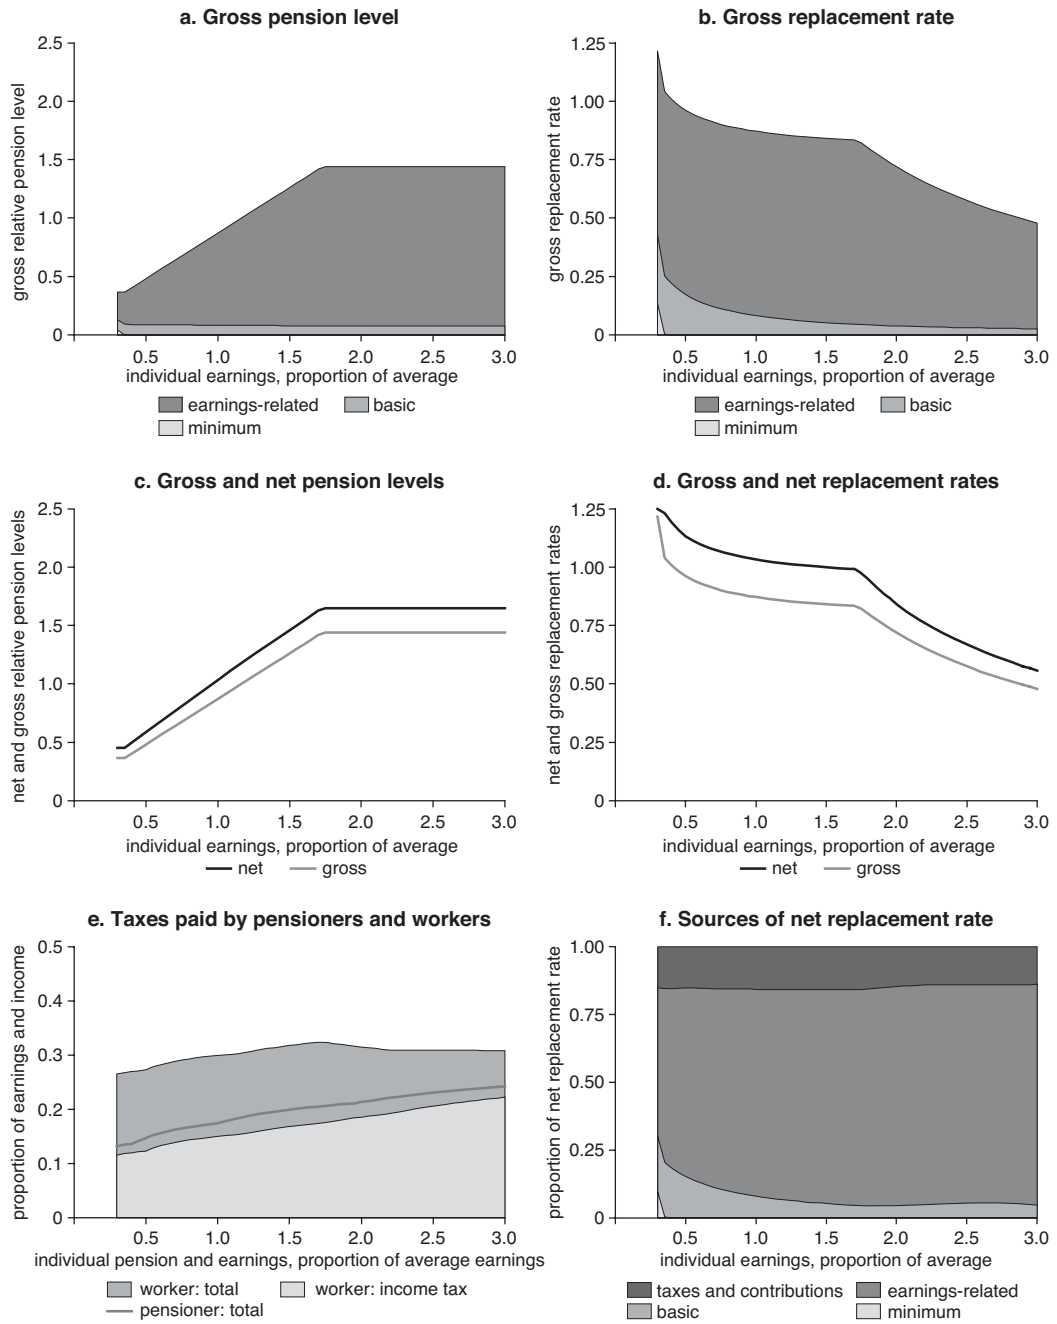 a. Gross pension level
gross relative pension level
2.5
2.0
1.5
1.0
0.5
0
0.5 1.0 1.5 2.0 2.5 3.0
individual earnings, proportion of average
earnings-related basic
minimum
b. Gross replacement rate
gross replacement rate
1.25
1.00
0.75
0.50
0.25
0
0.5 1.0 1.5 2.0 2.5 3.0
individual earnings, proportion of average
earnings-related basic
minimum
c. Gross and net pension levels
net and gross relative pension levels
2.5
2.0
1.5
1.0
0.5
0
0.5 1.0 1.5 2.0 2.5 3.0
individual earnings, proportion of average
net gross
d. Gross and net replacement rates
net and gross replacement rates
1.25
1.00
0.75
0.50
0.25
0
0.5 1.0 1.5 2.0 2.5 3.0
individual earnings, proportion of average
net gross
e. Taxes paid by pensioners and workers
proportion of earnings and income
0.5
0.4
0.3
0.2
0.1
0
0.5 1.0 1.5 2.0 2.5 3.0
individual pension and earnings, proportion of average earnings
worker: total worker: income tax
pensioner: total
f. Sources of net replacement rate
proportion of net replacement rate
1.00
0.75
0.50
0.25
0
0.5 1.0 1.5 2.0 2.5 3.0
individual earnings, proportion of average
taxes and contributions earnings-related
basic minimum